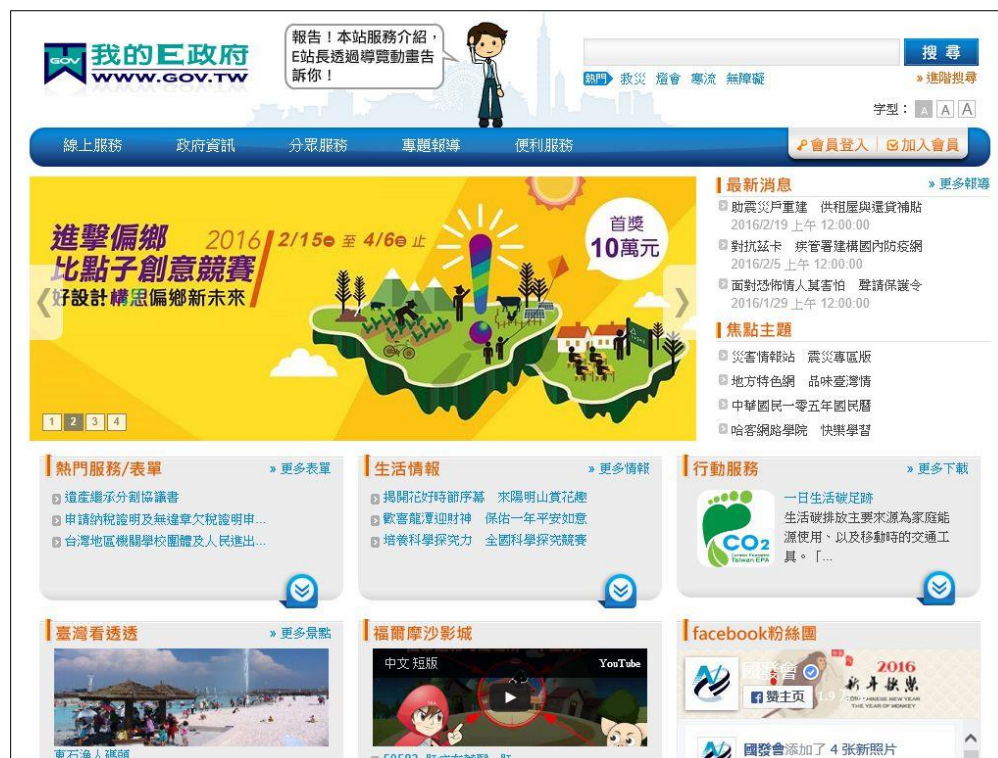 GOV 我的E政府
WWW.GOV.TW
報告!本站服務介紹,
E站長透過導覽動畫告
訴你!
搜尋
熱門 救災 燈會 寒流 無障礙
» 進階搜尋
字型: A A A
線上服務 政府資訊 分眾服務 專題報導 便利服務
會員登入 加入會員
進擊偏鄉
比點子創意競賽
好設計構思偏鄉新未來
2016 2/15 至 4/6 止
首獎
10萬元
1 2 3 4
最新消息 » 更多報導
助震災戶重建 供租屋與還貸補貼
2016/2/19 上午 12:00:00
對抗茲卡 疾管署建構國內防疫網
2016/2/5 上午 12:00:00
面對恐怖情人莫害怕 聲請保護令
2016/1/29 上午 12:00:00
焦點主題
災害情報站 震災專區版
地方特色網 品味臺灣情
中華國民一零五年國民曆
哈客網路學院 快樂學習
熱門服務/表單 » 更多表單
遺產繼承分割協議書
申請納稅證明及無違章欠稅證明申...
台灣地區機關學校團體及人民進出...
生活情報 » 更多情報
揭開花好時節序幕 來陽明山賞花趣
歡喜龍潭迎財神 保佑一年平安如意
培養科學探究力 全國科學探究競賽
行動服務 » 更多下載
CO2
Taiwan EPA
一日生活碳足跡
生活碳排放主要來源為家庭能
源使用、以及移動時的交通工
具。「...
臺灣看透透 » 更多景點
東石漁人碼頭
福爾摩沙影城
中文 短版 YouTube
facebook粉絲團
國發會
赞主页 1.9
2016
新年快樂
CHINESE NEW YEAR
THE YEAR OF MONKEY
國發會添加了 4 张新照片